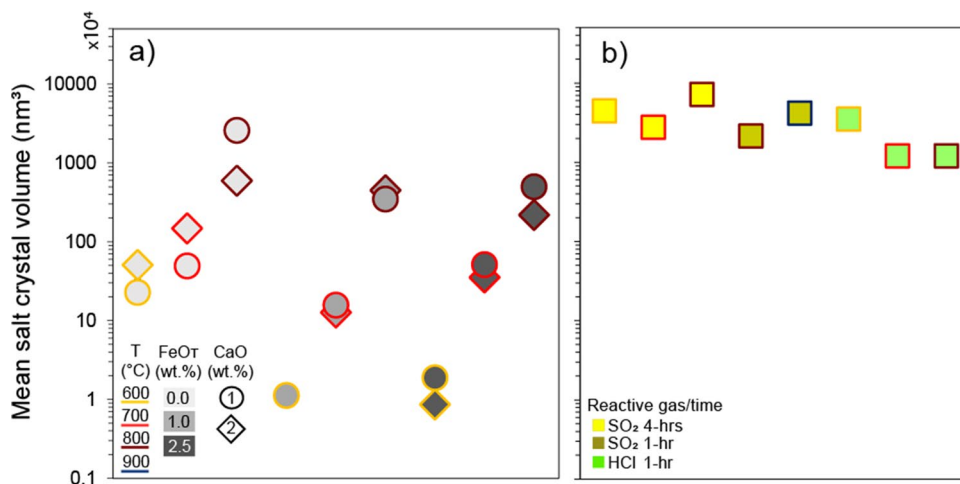 x10⁴
a)
b)
Mean salt crystal volume (nm³)
10000
1000
100
10
1
0.1
T
(°C)
FeOT
(wt.%)
CaO
(wt.%)
600
700
800
900
0.0
1.0
2.5
1
2
Reactive gas/time
SO₂ 4-hrs
SO₂ 1-hr
HCl 1-hr